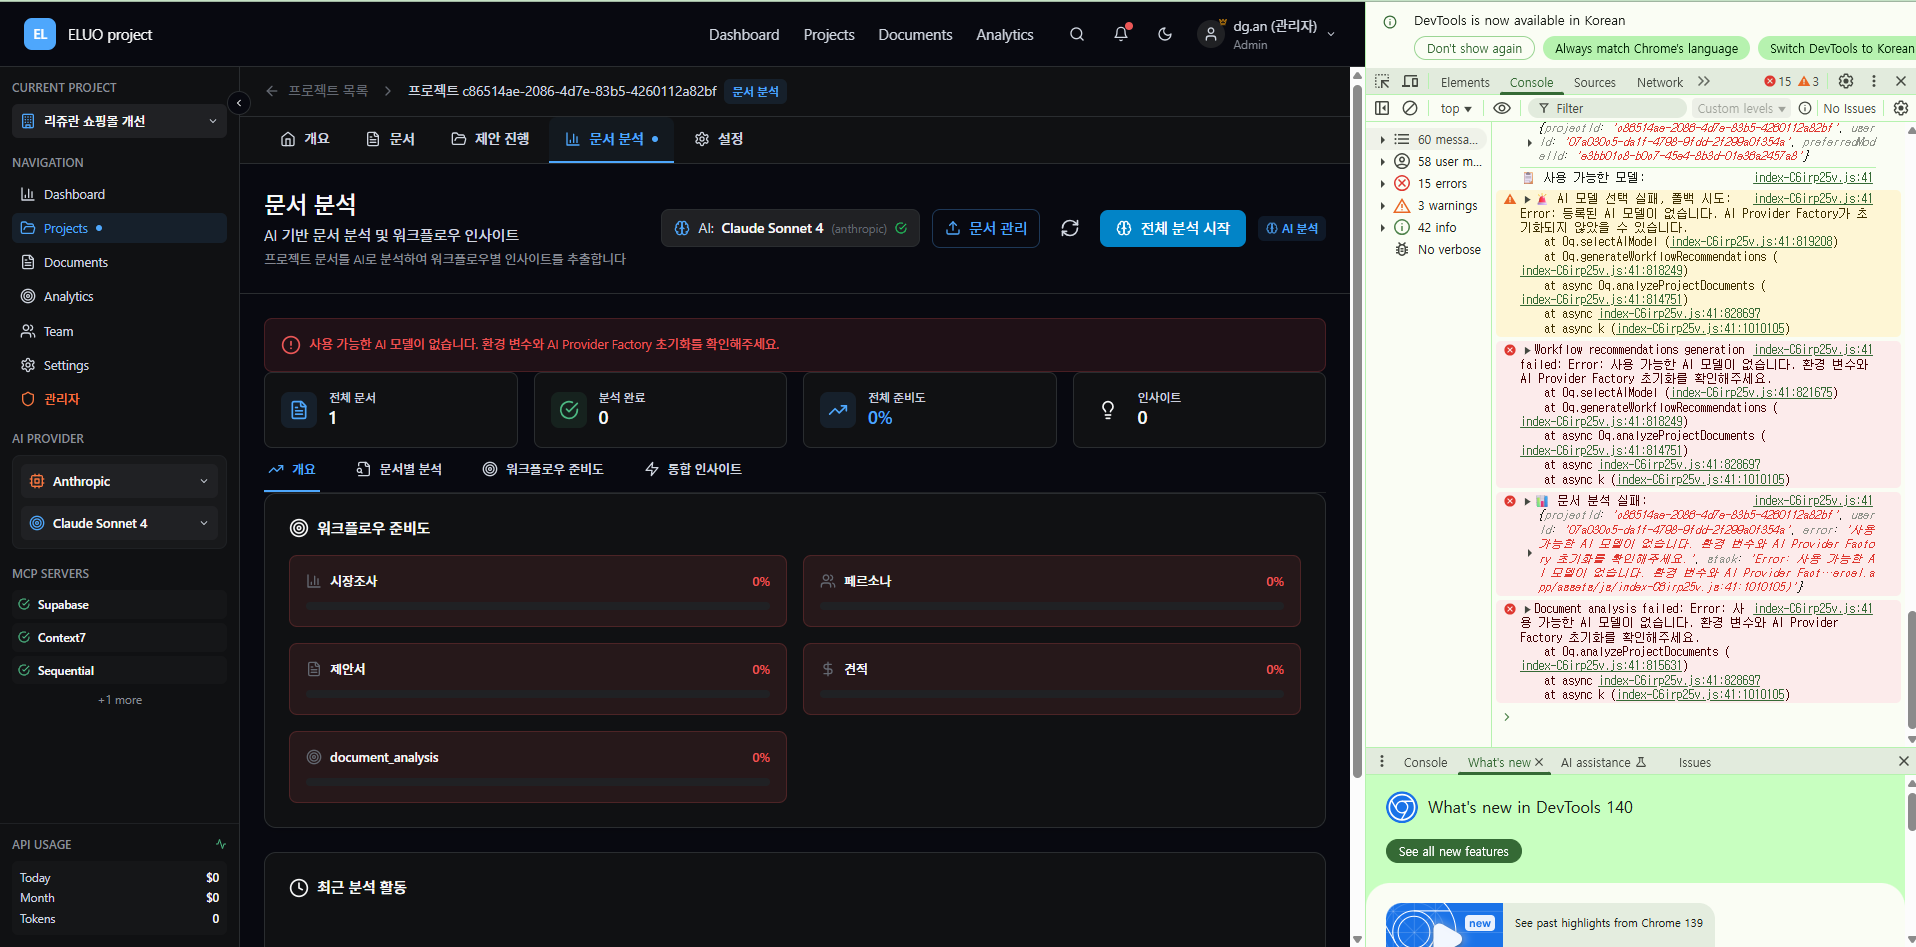 EL ELUO project
Dashboard Projects Documents Analytics
dg.an (관리자)
Admin
CURRENT PROJECT
리쥬란 쇼핑몰 개선
NAVIGATION
Dashboard
Projects
Documents
Analytics
Team
Settings
관리자
AI PROVIDER
Anthropic
Claude Sonnet 4
MCP SERVERS
Supabase
Context7
Sequential
+1 more
API USAGE
Today $0
Month $0
Tokens 0
프로젝트 목록 프로젝트 c86514ae-2086-4d7e-83b5-4260112a82bf 문서 분석
개요 문서 제안 진행 문서 분석 설정
문서 분석
AI 기반 문서 분석 및 워크플로우 인사이트
프로젝트 문서를 AI로 분석하여 워크플로우별 인사이트를 추출합니다
AI: Claude Sonnet 4 (anthropic) 문서 관리 전체 분석 시작 AI 분석
사용 가능한 AI 모델이 없습니다. 환경 변수와 AI Provider Factory 초기화를 확인해주세요.
전체 문서
1
분석 완료
0
전체 준비도
0%
인사이트
0
개요 문서별 분석 워크플로우 준비도 통합 인사이트
워크플로우 준비도
시장조사 0%
페르소나 0%
제안서 0%
견적 0%
document_analysis 0%
최근 분석 활동
DevTools is now available in Korean
Don't show again Always match Chrome's language Switch DevTools to Korean
Elements Console Sources Network 15 3
top Filter Custom levels No Issues
60 messa...
58 user m...
15 errors
3 warnings
42 info
No verbose
{projectId: 'c86514ae-2086-4d7e-83b5-4260112a82bf', user
Id: '07a030c5-da1f-4798-9fdd-2f299a0f354a', preferredMod
elId: 'e3bb01c8-b0c7-45e4-8b3d-01e36a2457a8'}
사용 가능한 모델: index-C6irp25v.js:41
AI 모델 선택 실패, 폴백 시도: index-C6irp25v.js:41
Error: 등록된 AI 모델이 없습니다. AI Provider Factory가 초
기화되지 않았을 수 있습니다.
at Oq.selectAIModel (index-C6irp25v.js:41:819208)
at Oq.generateWorkflowRecommendations (
index-C6irp25v.js:41:818249)
at async Oq.analyzeProjectDocuments (
index-C6irp25v.js:41:814751)
at async index-C6irp25v.js:41:828697
at async k (index-C6irp25v.js:41:1010105)
Workflow recommendations generation index-C6irp25v.js:41
failed: Error: 사용 가능한 AI 모델이 없습니다. 환경 변수와
AI Provider Factory 초기화를 확인해주세요.
at Oq.selectAIModel (index-C6irp25v.js:41:821675)
at Oq.generateWorkflowRecommendations (
index-C6irp25v.js:41:818249)
at async Oq.analyzeProjectDocuments (
index-C6irp25v.js:41:814751)
at async index-C6irp25v.js:41:828697
at async k (index-C6irp25v.js:41:1010105)
문서 분석 실패: index-C6irp25v.js:41
{projectId: 'c86514ae-2086-4d7e-83b5-4260112a82bf', user
Id: '07a030c5-da1f-4798-9fdd-2f299a0f354a', error: '사용
가능한 AI 모델이 없습니다. 환경 변수와 AI Provider Facto
ry 초기화를 확인해주세요.', stack: 'Error: 사용 가능한 A
I 모델이 없습니다. 환경 변수와 AI Provider Fact…ercel.a
pp/assets/js/index-C6irp25v.js:41:1010105)'}
Document analysis failed: Error: 사 index-C6irp25v.js:41
용 가능한 AI 모델이 없습니다. 환경 변수와 AI Provider
Factory 초기화를 확인해주세요.
at Oq.analyzeProjectDocuments (
index-C6irp25v.js:41:815631)
at async index-C6irp25v.js:41:828697
at async k (index-C6irp25v.js:41:1010105)
Console What's new AI assistance Issues
What's new in DevTools 140
See all new features
new
See past highlights from Chrome 139